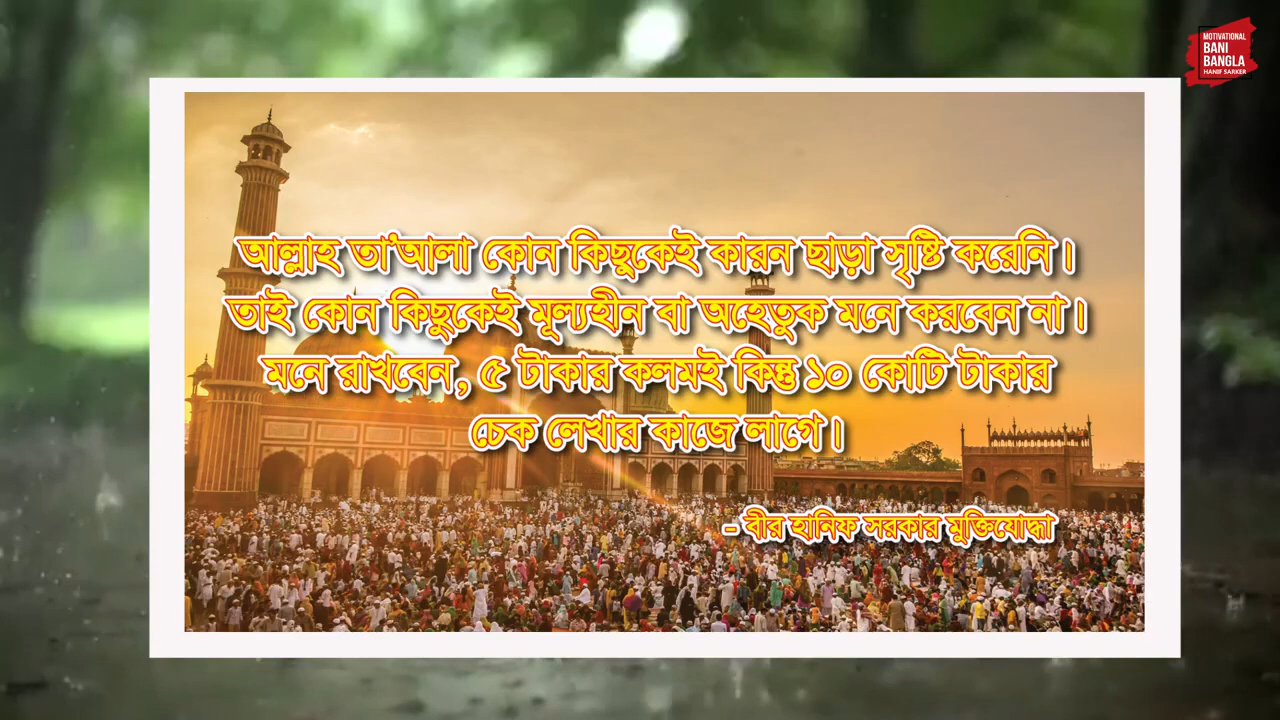 MOTIVATIONAL
BANI
BANGLA
HANIF SARKER
আল্লাহ তা'আলা কোন কিছুকেই কারন ছাড়া সৃষ্টি করেনি।
তাই কোন কিছুকেই মূল্যহীন বা অহেতুক মনে করবেন না।
মনে রাখবেন, ৫ টাকার কলমই কিন্তু ১০ কোটি টাকার
চেক লেখার কাজে লাগে।
- বীর হানিফ সরকার মুক্তিযোদ্ধা